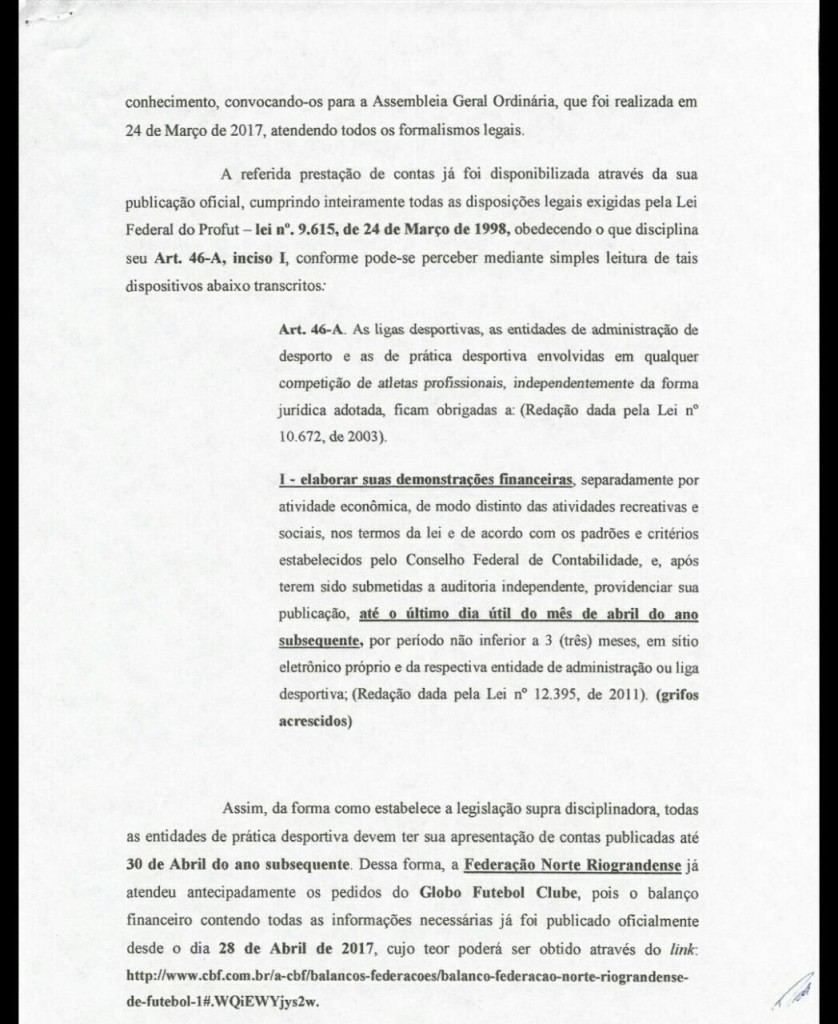 conhecimento, convocando-os para a Assembleia Geral Ordinária, que foi realizada em
24 de Março de 2017, atendendo todos os formalismos legais.
A referida prestação de contas já foi disponibilizada através da sua
publicação oficial, cumprindo inteiramente todas as disposições legais exigidas pela Lei
Federal do Profut – lei nº. 9.615, de 24 de Março de 1998, obedecendo o que disciplina
seu Art. 46-A, inciso I, conforme pode-se perceber mediante simples leitura de tais
dispositivos abaixo transcritos:
Art. 46-A. As ligas desportivas, as entidades de administração de
desporto e as de prática desportiva envolvidas em qualquer
competição de atletas profissionais, independentemente da forma
jurídica adotada, ficam obrigadas a: (Redação dada pela Lei nº
10.672, de 2003).
I - elaborar suas demonstrações financeiras, separadamente por
atividade econômica, de modo distinto das atividades recreativas e
sociais, nos termos da lei e de acordo com os padrões e critérios
estabelecidos pelo Conselho Federal de Contabilidade, e, após
terem sido submetidas a auditoria independente, providenciar sua
publicação, até o último dia útil do mês de abril do ano
subsequente, por período não inferior a 3 (três) meses, em sítio
eletrônico próprio e da respectiva entidade de administração ou liga
desportiva; (Redação dada pela Lei nº 12.395, de 2011). (grifos
acrescidos)
Assim, da forma como estabelece a legislação supra disciplinadora, todas
as entidades de prática desportiva devem ter sua apresentação de contas publicadas até
30 de Abril do ano subsequente. Dessa forma, a Federação Norte Riograndense já
atendeu antecipadamente os pedidos do Globo Futebol Clube, pois o balanço
financeiro contendo todas as informações necessárias já foi publicado oficialmente
desde o dia 28 de Abril de 2017, cujo teor poderá ser obtido através do link:
http://www.cbf.com.br/a-cbf/balancos-federacoes/balanco-federacao-norte-riograndense-
de-futebol-1#.WQiEWYjys2w.